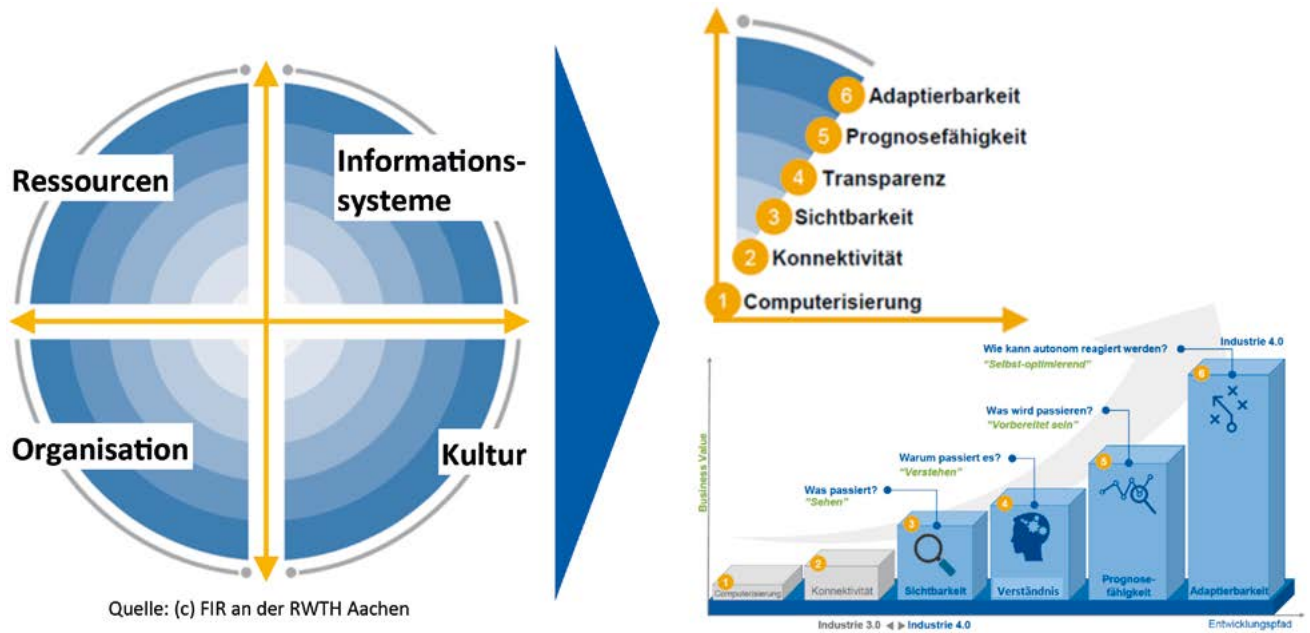 Ressourcen
Informations-
systeme
Organisation
Kultur
Quelle: (c) FIR an der RWTH Aachen
6 Adaptierbarkeit
5 Prognosefähigkeit
4 Transparenz
3 Sichtbarkeit
2 Konnektivität
1 Computerisierung
Business Value
Industrie 4.0
Wie kann autonom reagiert werden?
"Selbst-optimierend"
Was wird passieren?
"Vorbereitet sein"
Warum passiert es?
"Verstehen"
Was passiert?
"Sehen"
1
Computerisierung
2
Konnektivität
3
Sichtbarkeit
4
Verständnis
5
Prognose-
fähigkeit
6
Adaptierbarkeit
Industrie 3.0 Industrie 4.0
Entwicklungspfad